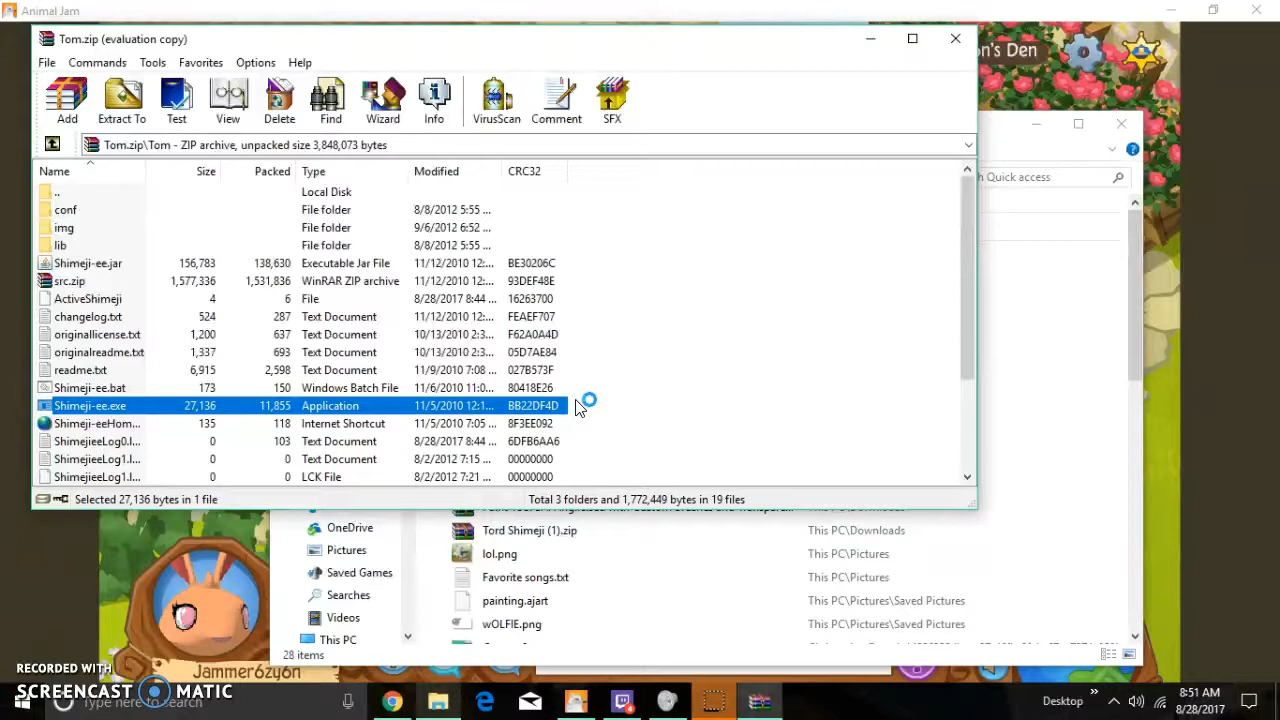 Animal Jam
Tom.zip (evaluation copy)
File Commands Tools Favorites Options Help
on's Den
Add Extract To Test View Delete Find Wizard Info VirusScan Comment SFX
Tom.zip\Tom - ZIP archive, unpacked size 3,848,073 bytes
Name Size Packed Type Modified CRC32
h Quick access
.. Local Disk
conf File folder 8/8/2012 5:55 ...
img File folder 9/6/2012 6:52 ...
lib File folder 8/8/2012 5:55 ...
Shimeji-ee.jar 156,783 138,630 Executable Jar File 11/12/2010 12:... BE30206C
src.zip 1,577,336 1,531,836 WinRAR ZIP archive 11/12/2010 12:... 93DEF48E
ActiveShimeji 4 6 File 8/28/2017 8:44 ... 16263700
changelog.txt 524 287 Text Document 11/12/2010 12:... FEAEF707
originallicense.txt 1,200 637 Text Document 10/13/2010 2:3... F62A0A4D
originalreadme.txt 1,337 693 Text Document 10/13/2010 2:3... 05D7AE84
readme.txt 6,915 2,598 Text Document 11/9/2010 7:08 ... 027B573F
Shimeji-ee.bat 173 150 Windows Batch File 11/6/2010 11:0... 80418E26
Shimeji-ee.exe 27,136 11,855 Application 11/5/2010 12:1... BB22DF4D
Shimeji-eeHom... 135 118 Internet Shortcut 11/5/2010 7:05 ... 8F3EE092
ShimejieeLog0.l... 0 103 Text Document 8/28/2017 8:44 ... 6DFB6AA6
ShimejieeLog1.l... 0 0 Text Document 8/2/2012 7:15 ... 00000000
ShimejieeLog1.l... 0 0 LCK File 8/2/2012 7:21 ... 00000000
Selected 27,136 bytes in 1 file Total 3 folders and 1,772,449 bytes in 19 files
OneDrive Tord Shimeji (1).zip This PC\Downloads
Pictures lol.png This PC\Pictures
Saved Games Favorite songs.txt This PC\Pictures
Searches painting.ajart This PC\Pictures\Saved Pictures
Videos wOLFIE.png This PC\Pictures\Saved Pictures
This PC
28 items
Jammer6zy6n
RECORDED WITH
SCREENCAST MATIC
Type here to search
Desktop
8:51 AM
8/28/2017